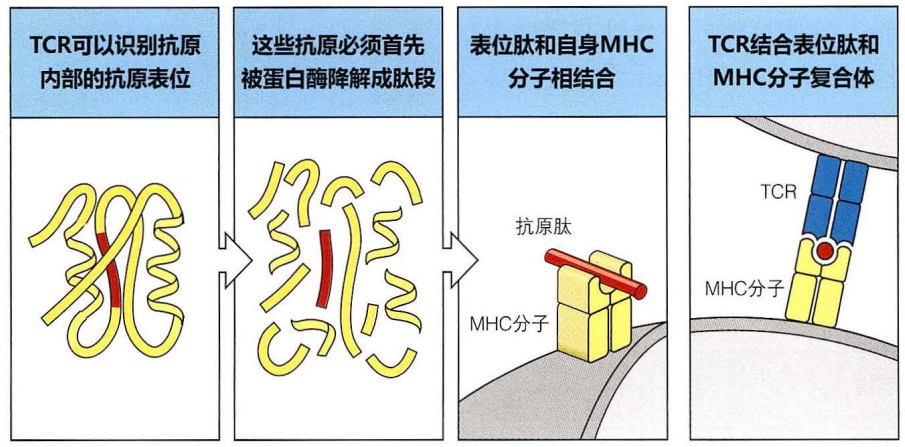 TCR可以识别抗原
内部的抗原表位
这些抗原必须首先
被蛋白酶降解成肽段
表位肽和自身MHC
分子相结合
TCR结合表位肽和
MHC分子复合体
抗原肽
MHC分子
TCR
MHC分子